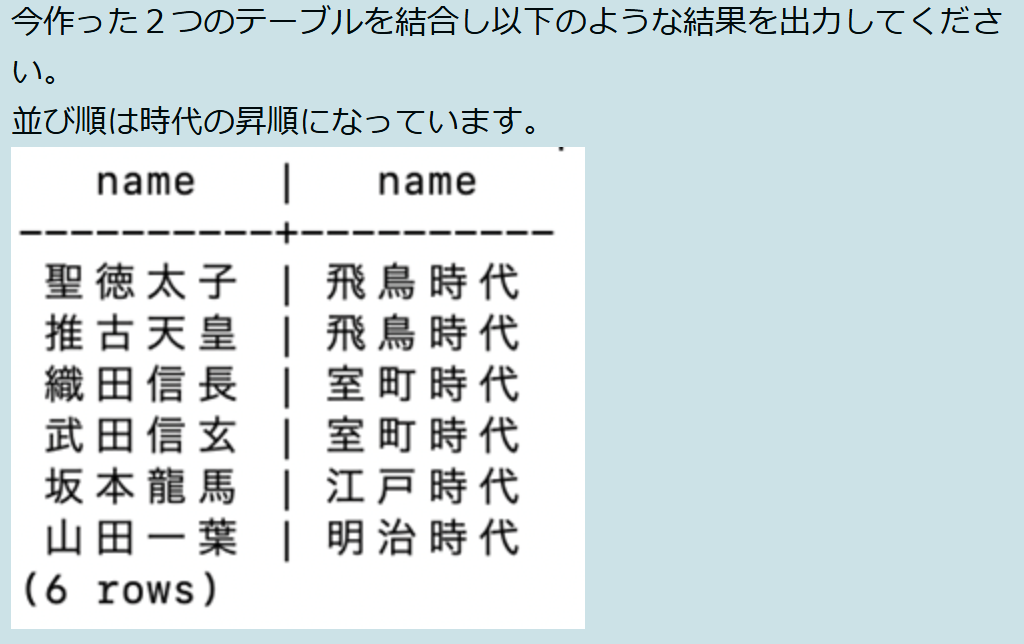 今作った２つのテーブルを結合し以下のような結果を出力してくださ
い。
並び順は時代の昇順になっています。
name | name
----------+----------
聖徳太子 | 飛鳥時代
推古天皇 | 飛鳥時代
織田信長 | 室町時代
武田信玄 | 室町時代
坂本龍馬 | 江戸時代
山田一葉 | 明治時代
(6 rows)